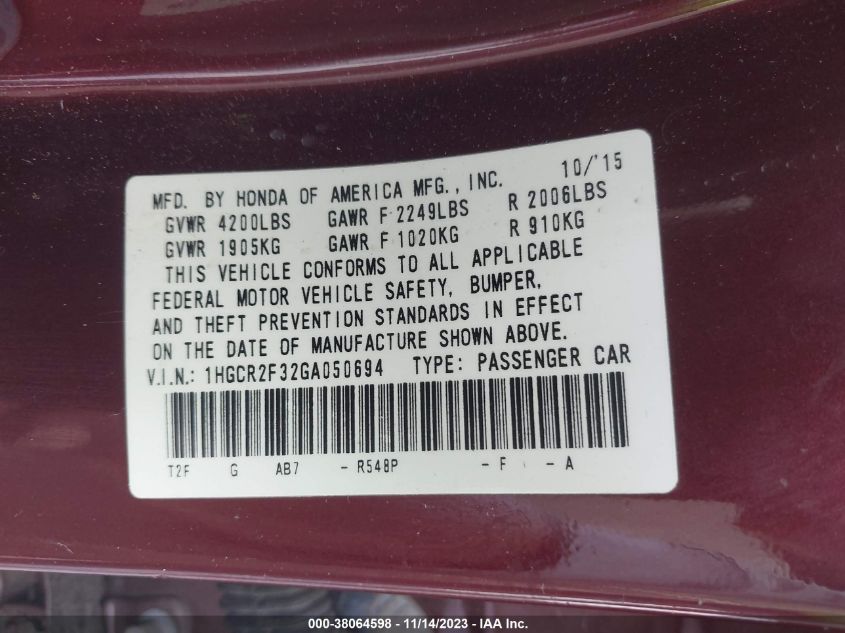 MFD. BY HONDA OF AMERICA MFG., INC. 10/'15
GVWR 4200LBS GAWR F 2249LBS R 2006LBS
GVWR 1905KG GAWR F 1020KG R 910KG
THIS VEHICLE CONFORMS TO ALL APPLICABLE
FEDERAL MOTOR VEHICLE SAFETY, BUMPER,
AND THEFT PREVENTION STANDARDS IN EFFECT
ON THE DATE OF MANUFACTURE SHOWN ABOVE.
V.I.N.: 1HGCR2F32GA050694 TYPE: PASSENGER CAR
T2F G AB7 - R548P - F - A
000-38064598 - 11/14/2023 - IAA Inc.